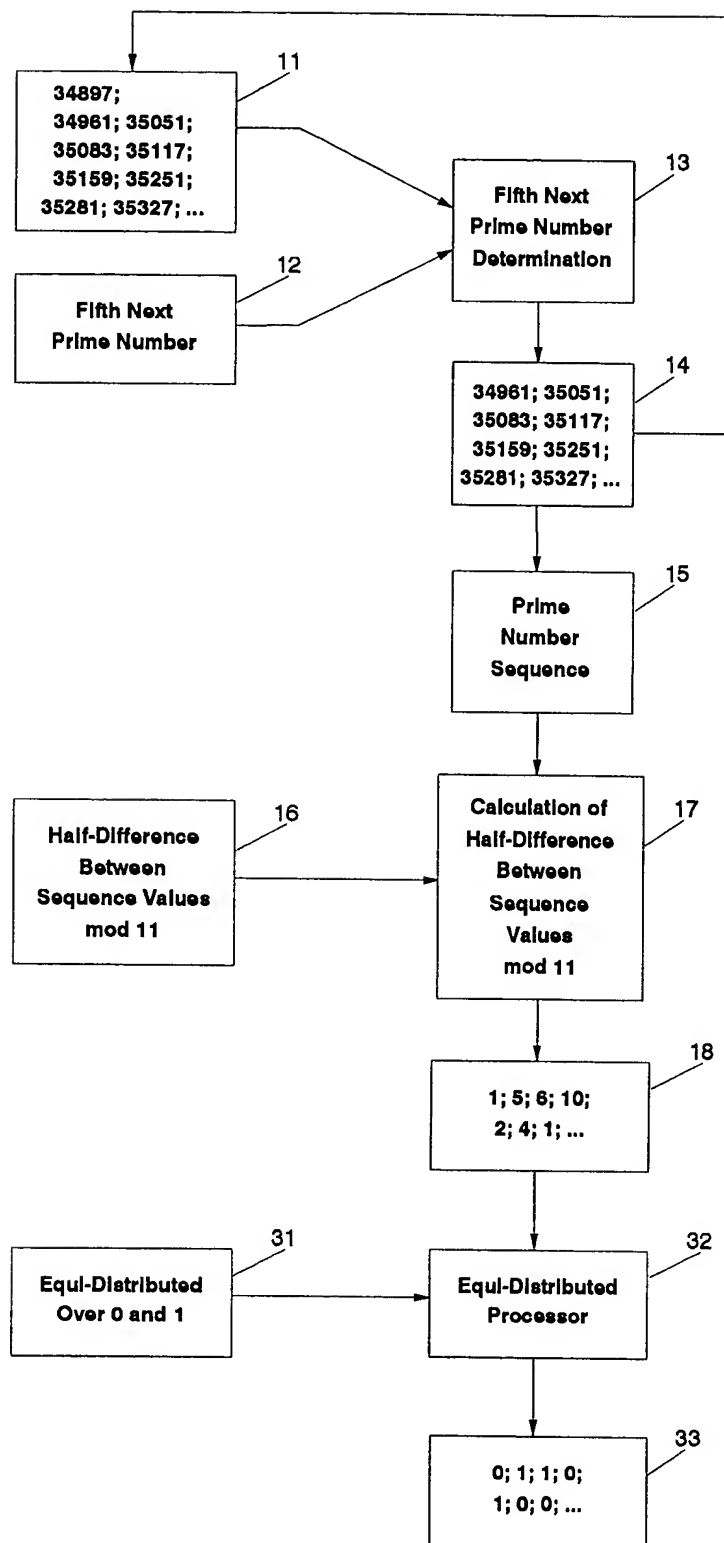 11
34897;
34961; 35051;
35083; 35117;
35159; 35251;
35281; 35327; ...
13
Fifth Next
Prime Number
Determination
12
Fifth Next
Prime Number
14
34961; 35051;
35083; 35117;
35159; 35251;
35281; 35327; ...
15
Prime
Number
Sequence
16
Half-Difference
Between
Sequence Values
mod 11
17
Calculation of
Half-Difference
Between
Sequence
Values
mod 11
18
1; 5; 6; 10;
2; 4; 1; ...
31
Equi-Distributed
Over 0 and 1
32
Equi-Distributed
Processor
33
0; 1; 1; 0;
1; 0; 0; ...